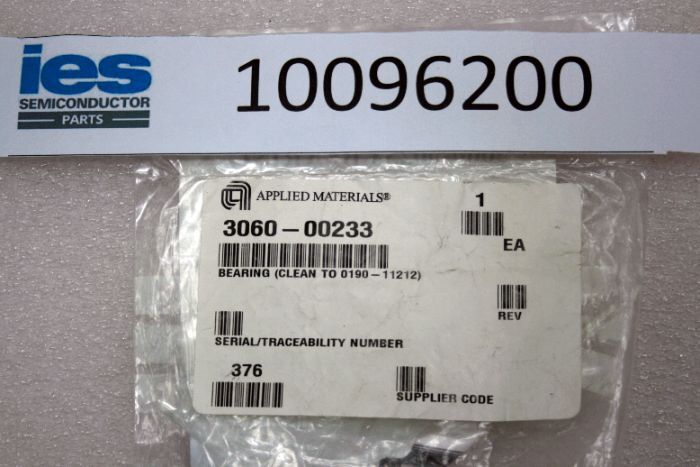 ies
SEMICONDUCTOR
PARTS
10096200
APPLIED MATERIALS®
1
3060-00233
EA
BEARING (CLEAN TO 0190-11212)
REV
SERIAL/TRACEABILITY NUMBER
376
SUPPLIER CODE